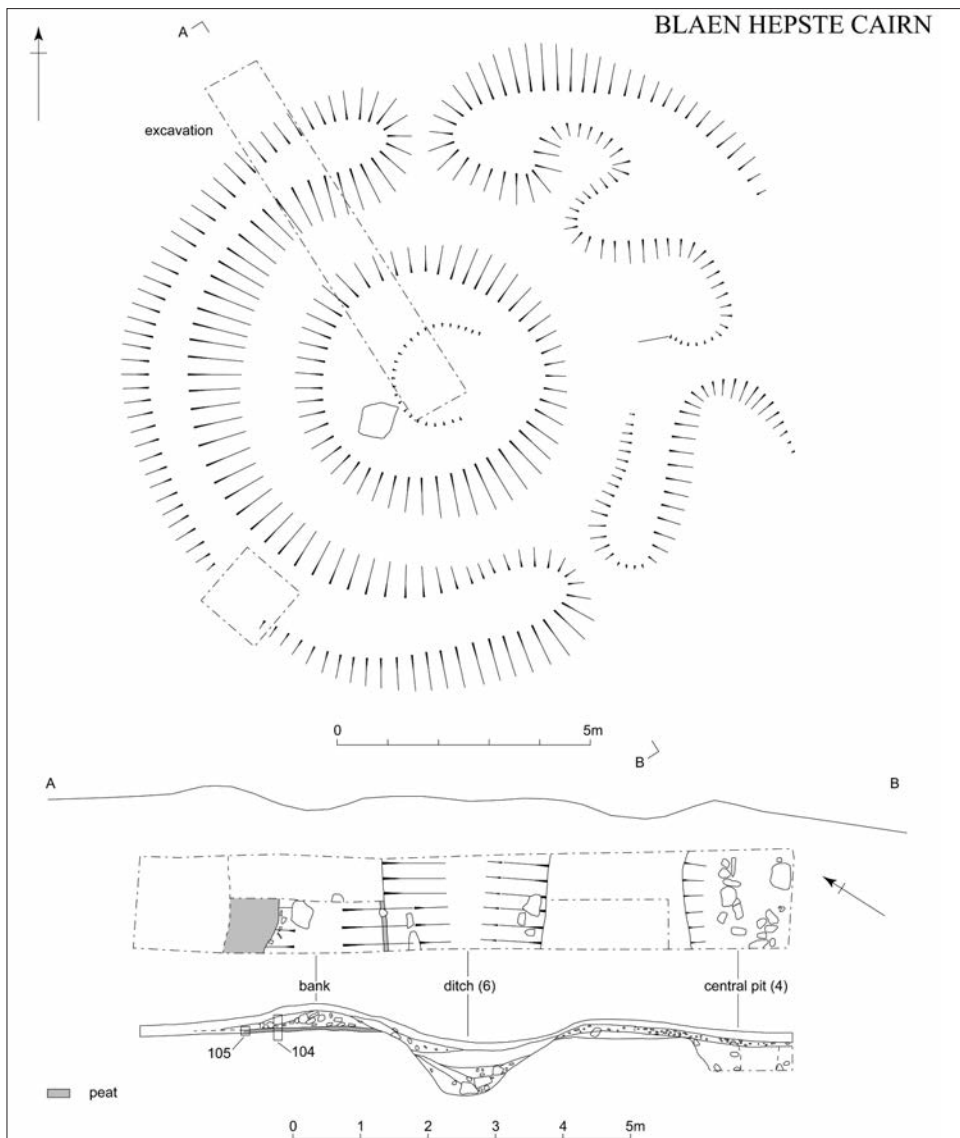 BLAEN HEPSTE CAIRN
A
excavation
0 5m
B
A B
bank ditch (6) central pit (4)
105 104
peat
0 1 2 3 4 5m